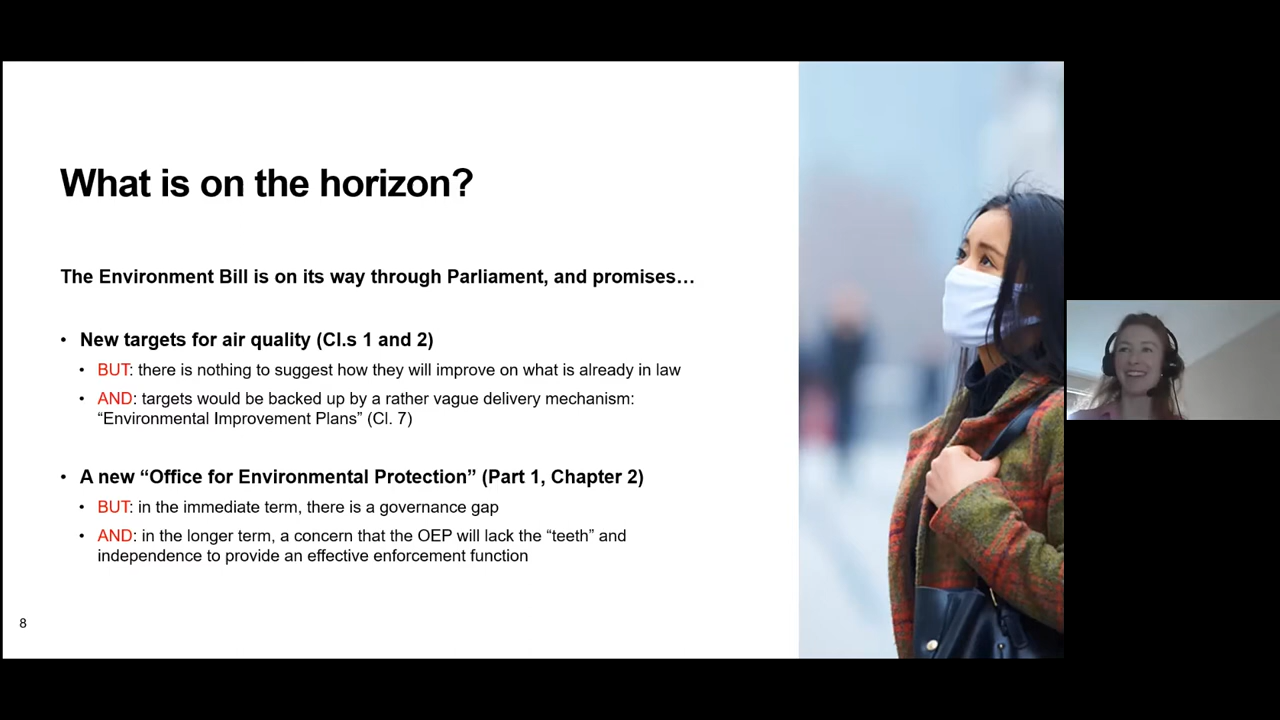 What is on the horizon?
The Environment Bill is on its way through Parliament, and promises…
• New targets for air quality (Cl.s 1 and 2)
• BUT: there is nothing to suggest how they will improve on what is already in law
• AND: targets would be backed up by a rather vague delivery mechanism:
“Environmental Improvement Plans” (Cl. 7)
• A new “Office for Environmental Protection” (Part 1, Chapter 2)
• BUT: in the immediate term, there is a governance gap
• AND: in the longer term, a concern that the OEP will lack the “teeth” and
independence to provide an effective enforcement function
8